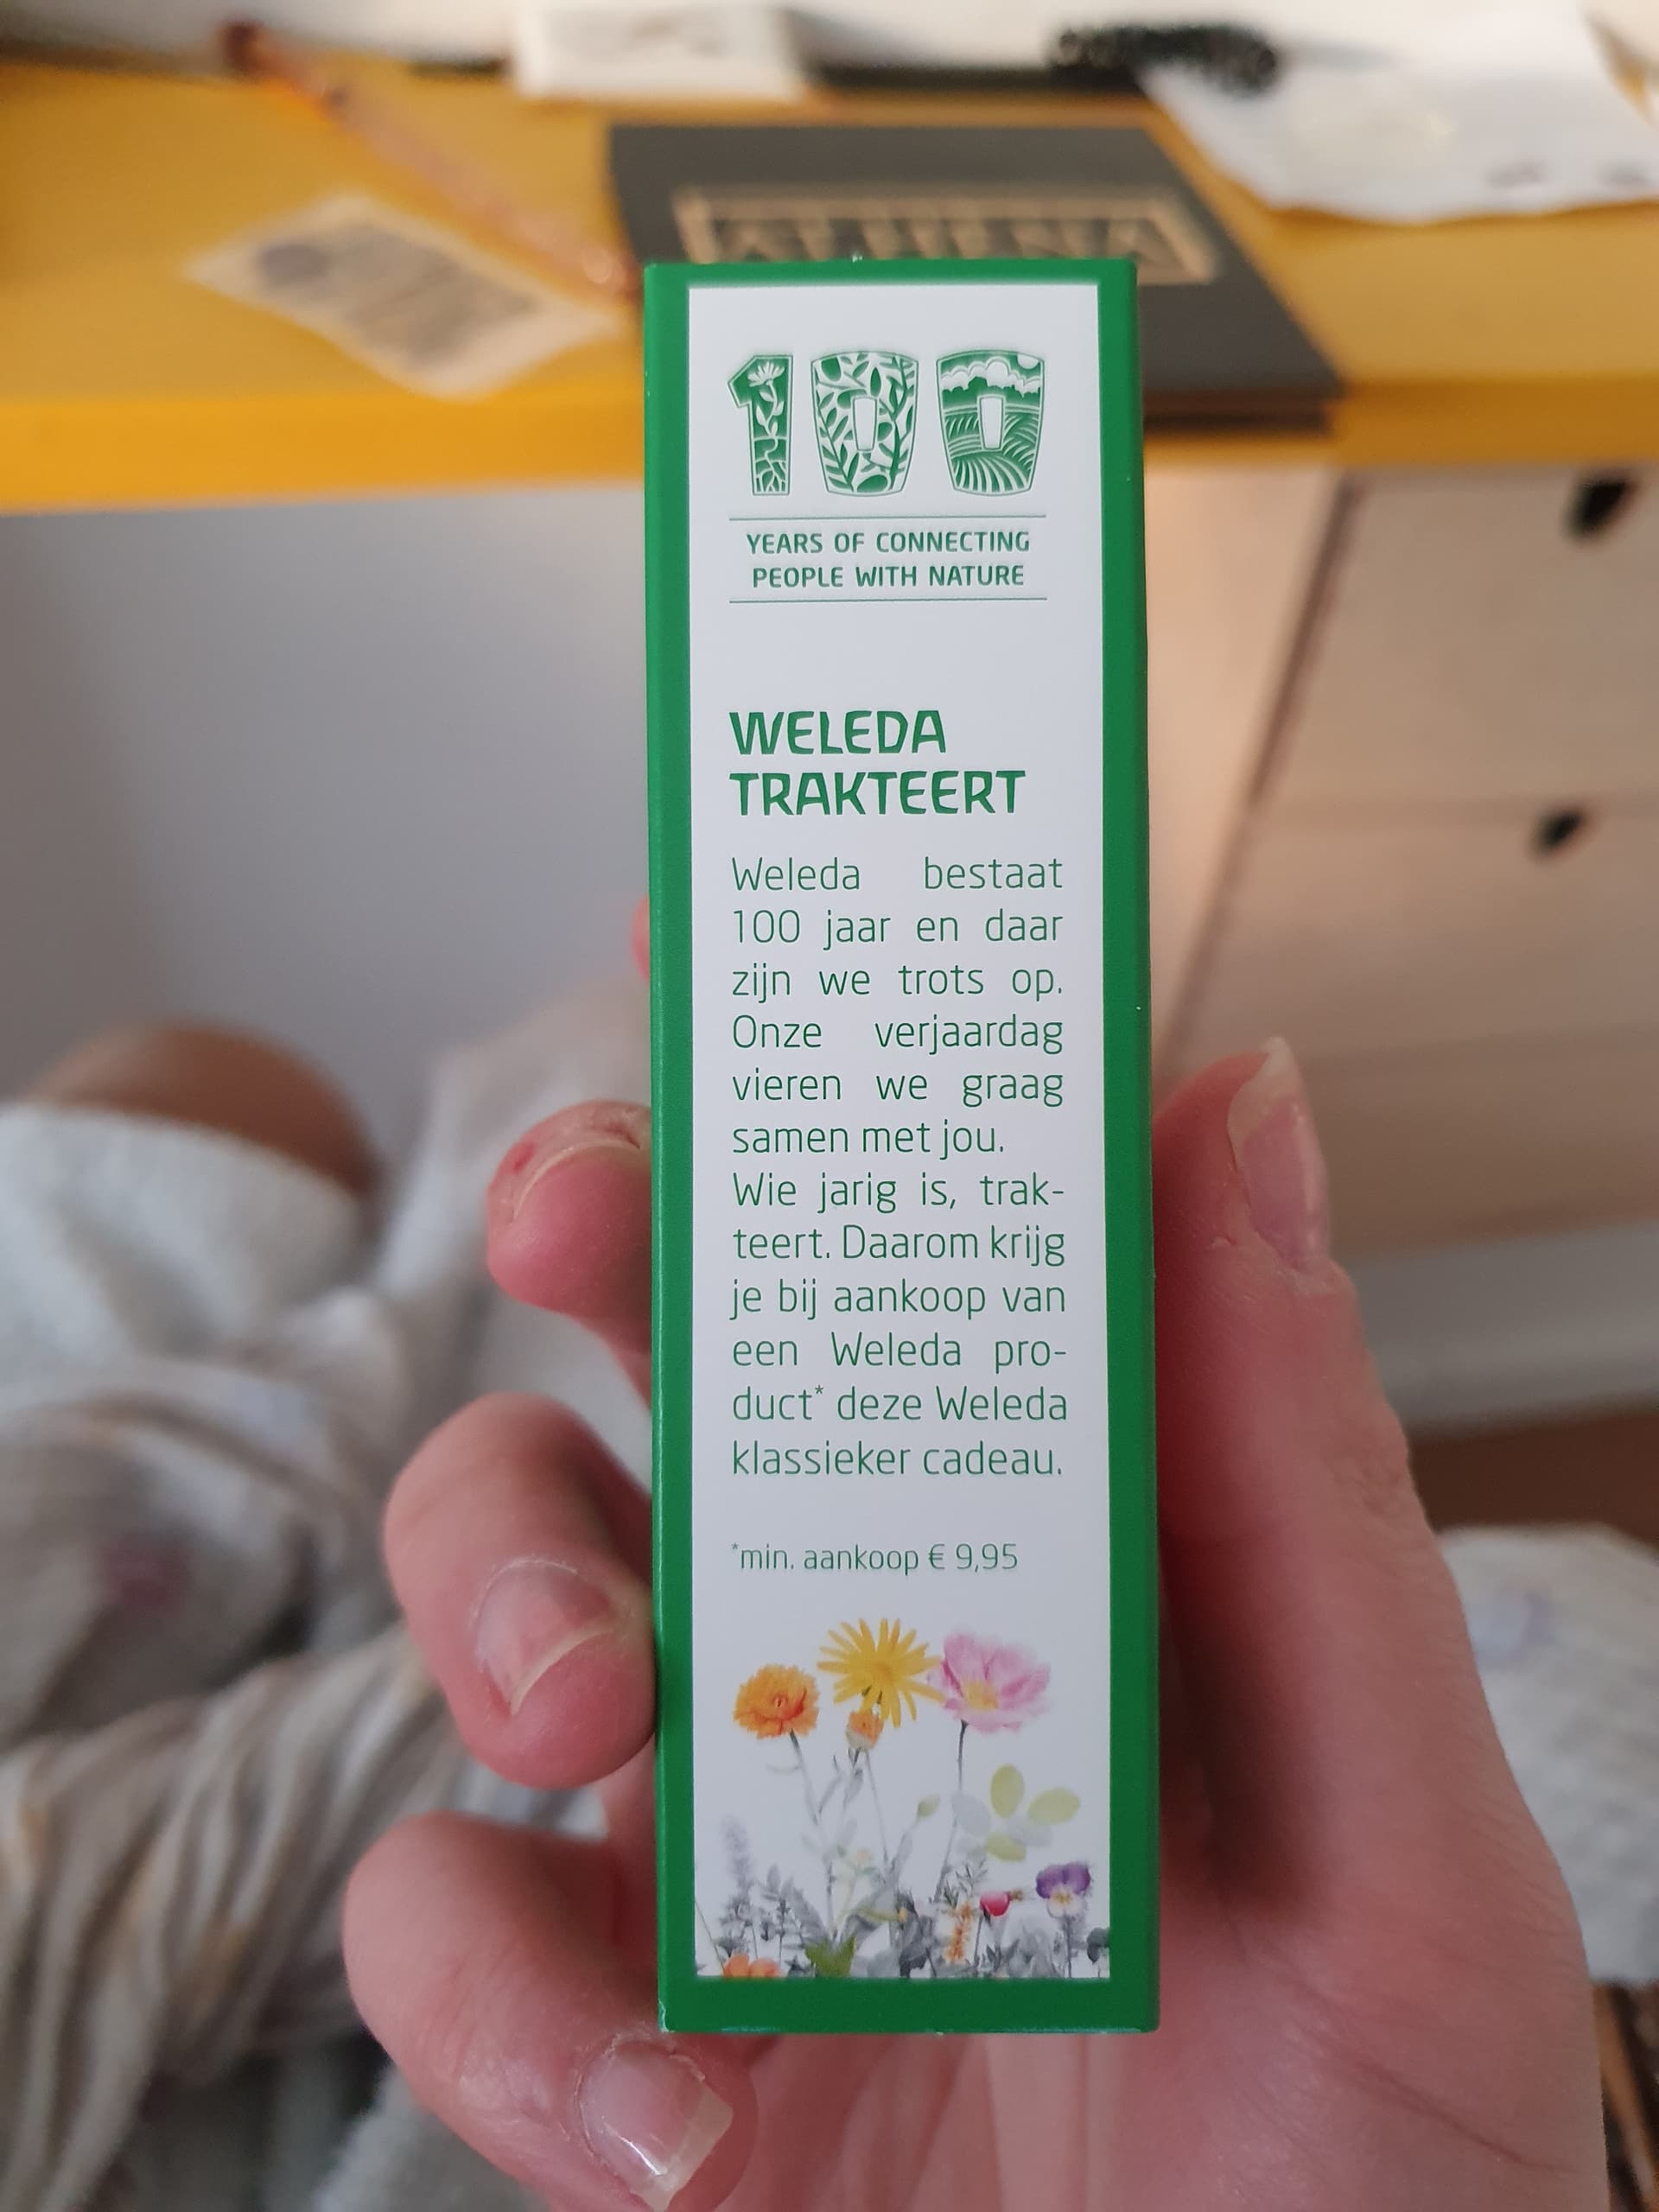 ATHENA
100
YEARS OF CONNECTING
PEOPLE WITH NATURE
WELEDA
TRAKTEERT
Weleda bestaat
100 jaar en daar
zijn we trots op.
Onze verjaardag
vieren we graag
samen met jou.
Wie jarig is, trak-
teert. Daarom krijg
je bij aankoop van
een Weleda pro-
duct* deze Weleda
klassieker cadeau.
*min. aankoop € 9,95